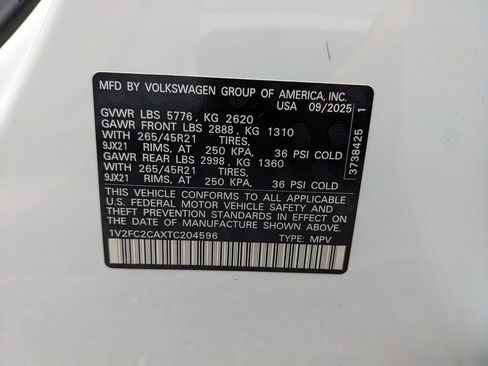 MFD BY VOLKSWAGEN GROUP OF AMERICA, INC.
USA 09/2025
GVWR LBS 5776, KG 2620
GAWR FRONT LBS 2888, KG 1310
WITH 265/45R21 TIRES,
9JX21 RIMS, AT 250 KPA, 36 PSI COLD
GAWR REAR LBS 2998, KG 1360
WITH 265/45R21 TIRES,
9JX21 RIMS, AT 250 KPA, 36 PSI COLD
THIS VEHICLE CONFORMS TO ALL APPLICABLE
U.S. FEDERAL MOTOR VEHICLE SAFETY AND
THEFT PREVENTION STANDARDS IN EFFECT ON
THE DATE OF MANUFACTURE SHOWN ABOVE.
1V2FC2CAXTC204596 TYPE: MPV
3738425 1